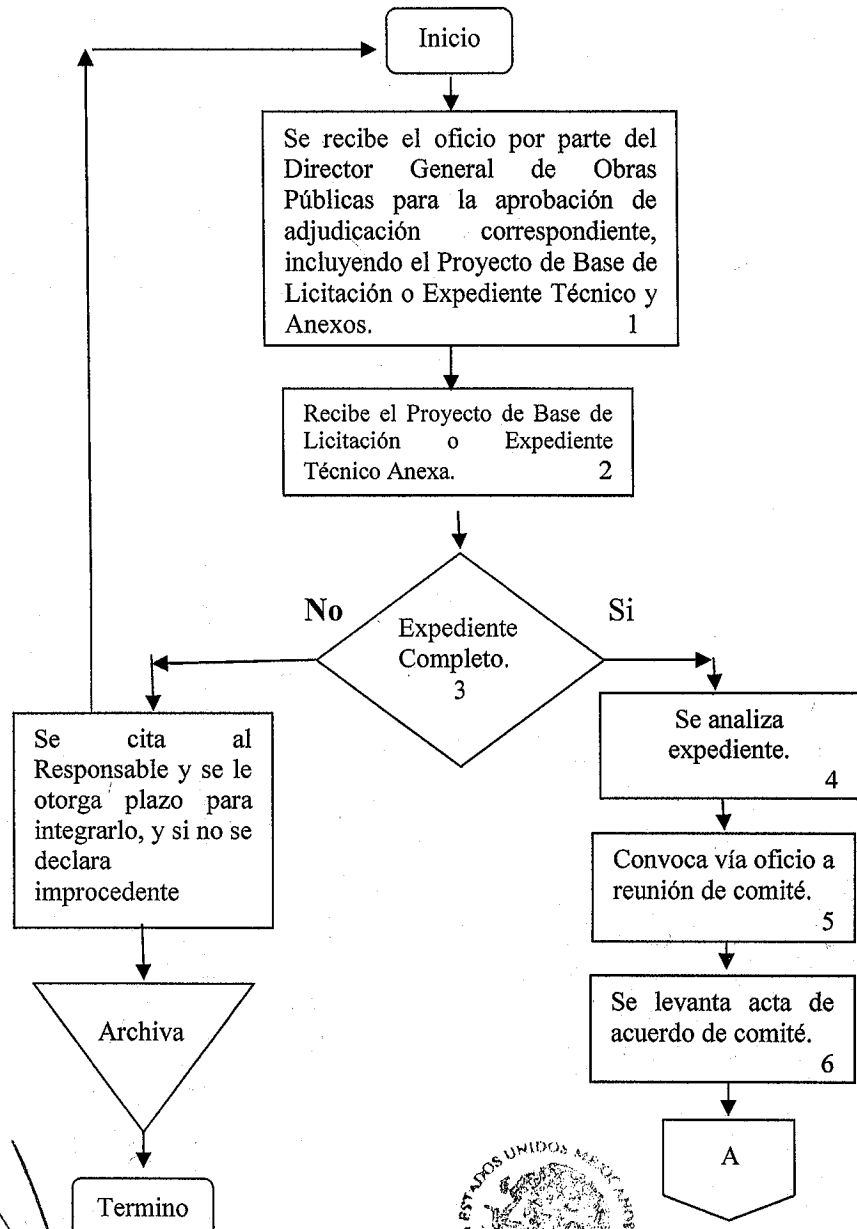 Inicio
Se recibe el oficio por parte del
Director General de Obras
Públicas para la aprobación de
adjudicación correspondiente,
incluyendo el Proyecto de Base de
Licitación o Expediente Técnico y
Anexos. 1
Recibe el Proyecto de Base de
Licitación o Expediente
Técnico Anexa. 2
No
Si
Expediente
Completo.
3
Se cita al
Responsable y se le
otorga plazo para
integrarlo, y si no se
declara
improcedente
Archiva
Termino
Se analiza
expediente.
4
Convoca vía oficio a
reunión de comité.
5
Se levanta acta de
acuerdo de comité.
6
A
ESTADOS UNIDOS MEXICANOS